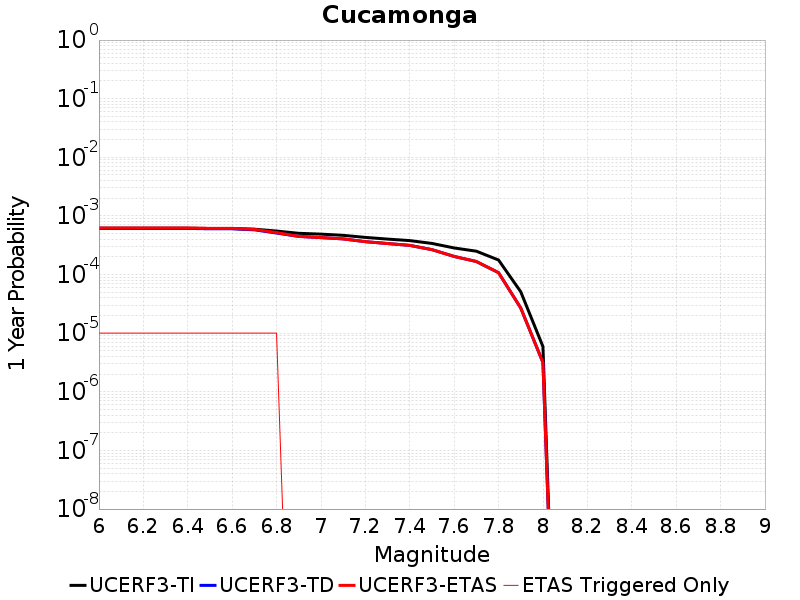 Cucamonga
1 Year Probability
10^0
10^-1
10^-2
10^-3
10^-4
10^-5
10^-6
10^-7
10^-8
6 6.2 6.4 6.6 6.8 7 7.2 7.4 7.6 7.8 8 8.2 8.4 8.6 8.8 9
Magnitude
UCERF3-TI UCERF3-TD UCERF3-ETAS ETAS Triggered Only